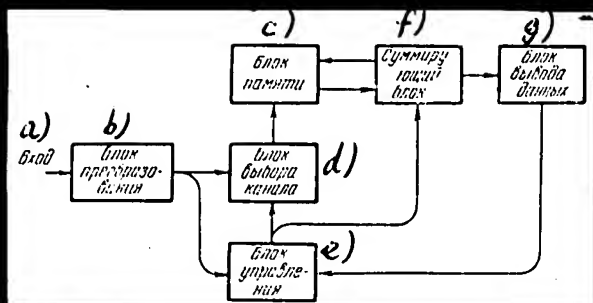 c)
f)
g)
Блок
памяти
Суммиру
ющий
блок
Блок
вывода
данных
a)
Вход
b)
Блок
преобразо-
вания
Блок
выбора
канала
d)
e)
Блок
управле-
ния